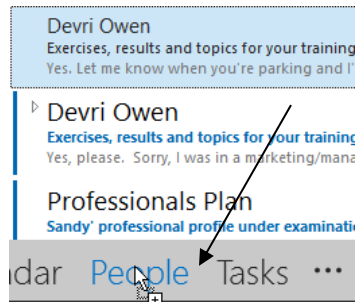 Devri Owen
Exercises, results and topics for your training
Yes. Let me know when you're parking and I'
Devri Owen
Exercises, results and topics for your training
Yes, please. Sorry, I was in a marketing/mana
Professionals Plan
Sandy' professional profile under examinati
ndar People Tasks •••